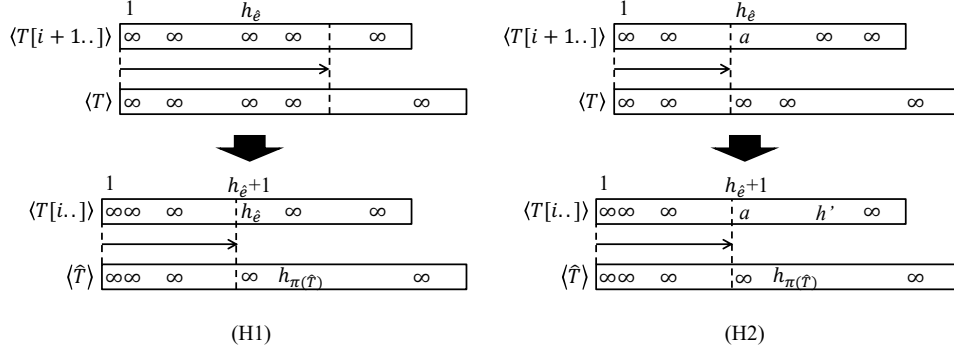 1 h_ê
⟨T[i + 1..]⟩ ∞ ∞ ∞ ∞ ∞
⟨T⟩ ∞ ∞ ∞ ∞ ∞
1 h_ê+1
⟨T[i..]⟩ ∞∞ ∞ h_ê ∞ ∞
⟨T̂⟩ ∞∞ ∞ ∞ h_π(T̂) ∞
(H1)
1 h_ê
⟨T[i + 1..]⟩ ∞ ∞ a ∞ ∞
⟨T⟩ ∞ ∞ ∞ ∞ ∞
1 h_ê+1
⟨T[i..]⟩ ∞∞ ∞ a h’ ∞
⟨T̂⟩ ∞∞ ∞ ∞ h_π(T̂) ∞
(H2)